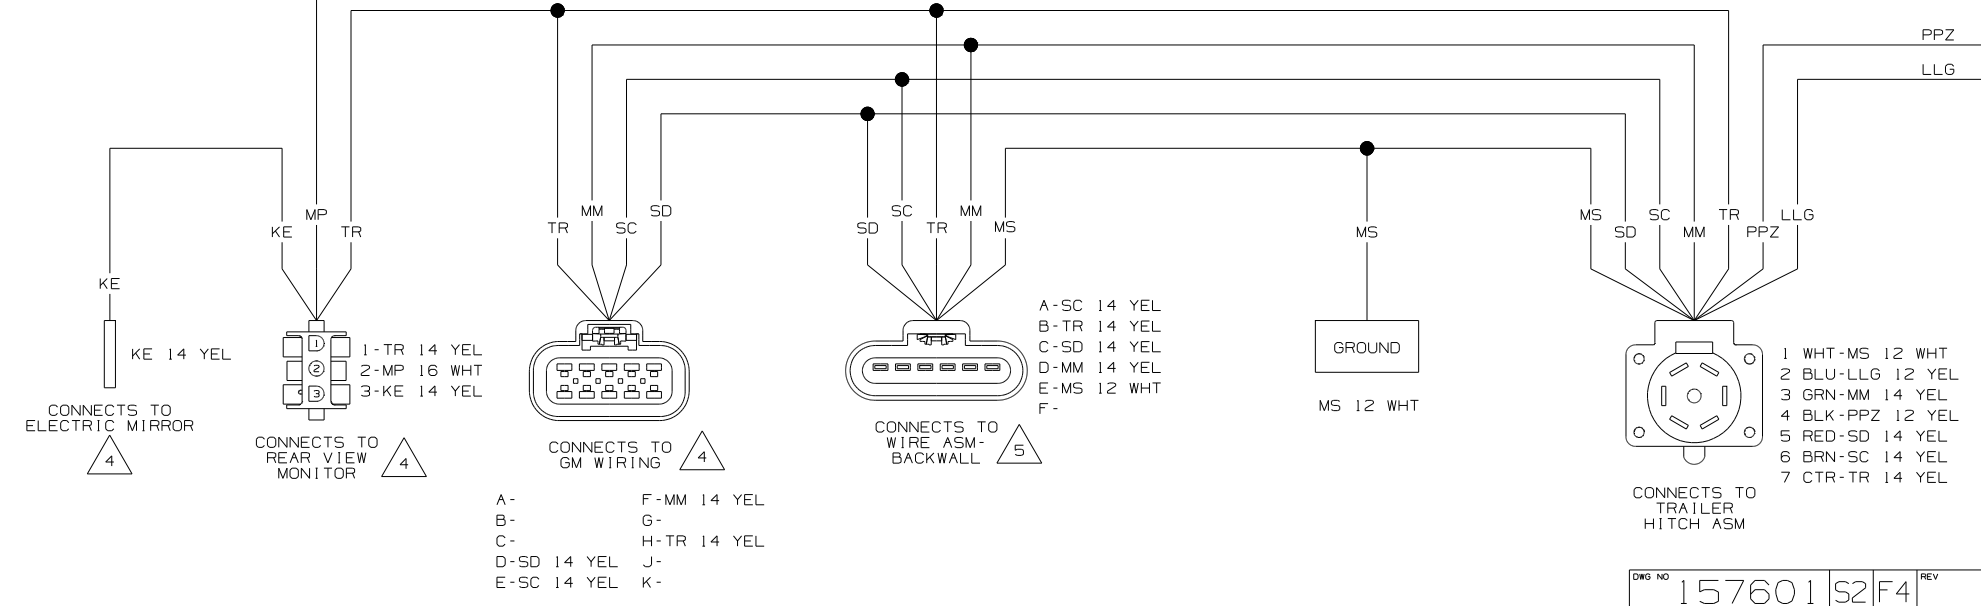 PPZ
LLG
KE
MP
TR
TR
MM
SC
SD
SD
SC
TR
MM
MS
MS
MS
SD
SC
MM
TR
PPZ
LLG
KE
KE 14 YEL
CONNECTS TO
ELECTRIC MIRROR
4
1
2
3
1-TR 14 YEL
2-MP 16 WHT
3-KE 14 YEL
CONNECTS TO
REAR VIEW
MONITOR
4
CONNECTS TO
GM WIRING
4
A-
B-
C-
D-SD 14 YEL
E-SC 14 YEL
F-MM 14 YEL
G-
H-TR 14 YEL
J-
K-
A-SC 14 YEL
B-TR 14 YEL
C-SD 14 YEL
D-MM 14 YEL
E-MS 12 WHT
F-
CONNECTS TO
WIRE ASM-
BACKWALL
5
GROUND
MS 12 WHT
1 WHT-MS 12 WHT
2 BLU-LLG 12 YEL
3 GRN-MM 14 YEL
4 BLK-PPZ 12 YEL
5 RED-SD 14 YEL
6 BRN-SC 14 YEL
7 CTR-TR 14 YEL
CONNECTS TO
TRAILER
HITCH ASM
DWG NO 157601 S2 F4 REV